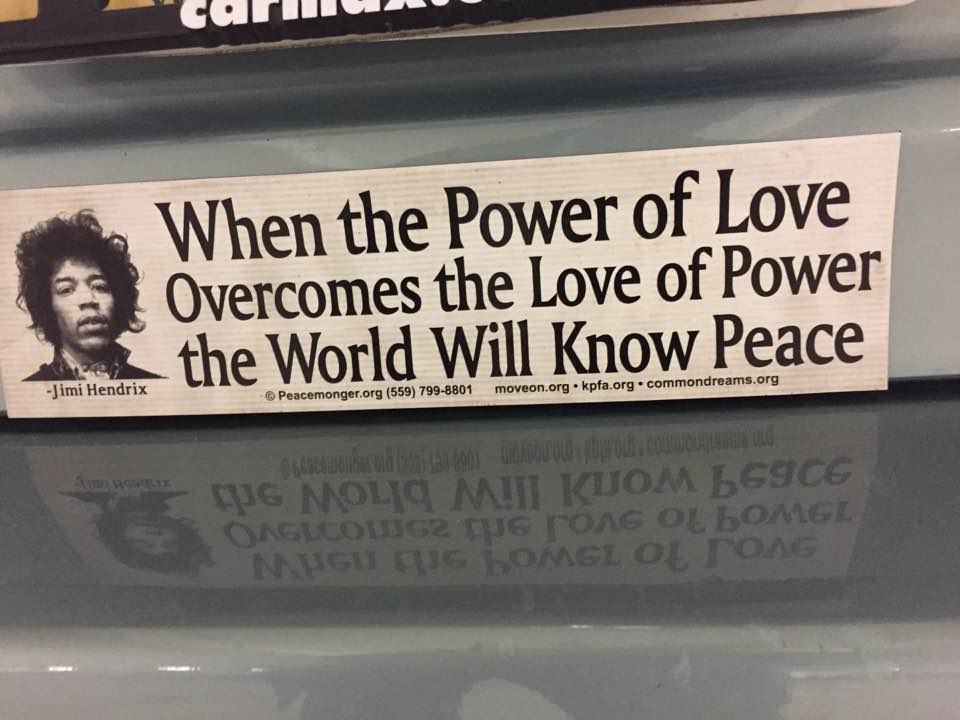 When the Power of Love
Overcomes the Love of Power
the World Will Know Peace
-Jimi Hendrix
© Peacemonger.org (559) 799-8801 moveon.org • kpfa.org • commondreams.org